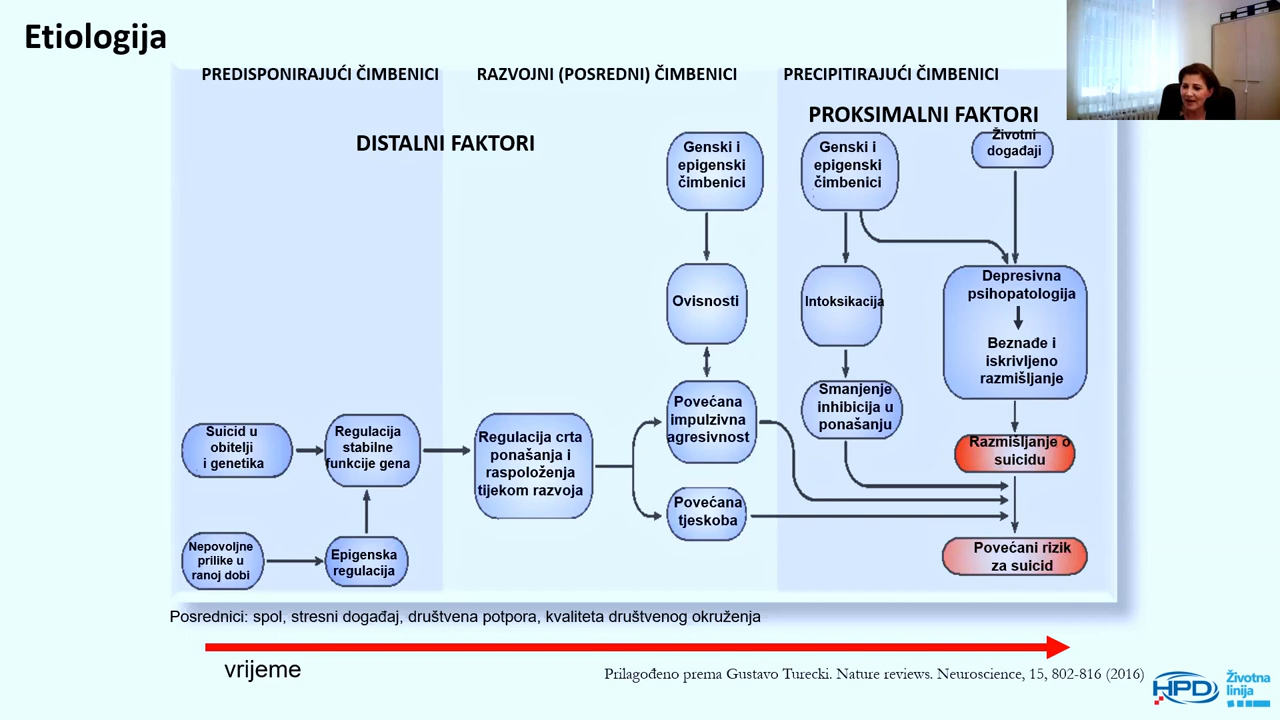 Etiologija
PREDISPONIRAJUĆI ČIMBENICI
RAZVOJNI (POSREDNI) ČIMBENICI
PRECIPITIRAJUĆI ČIMBENICI
DISTALNI FAKTORI
PROKSIMALNI FAKTORI
Genski i
epigenski
čimbenici
Genski i
epigenski
čimbenici
Životni
događaji
Ovisnosti
Intoksikacija
Depresivna
psihopatologija
Beznađe i
iskrivljeno
razmišljanje
Suicid u
obitelji
i genetika
Regulacija
stabilne
funkcije gena
Regulacija crta
ponašanja i
raspoloženja
tijekom razvoja
Povećana
impulzivna
agresivnost
Smanjenje
inhibicija u
ponašanju
Razmišljanje o
suicidu
Povećana
tjeskoba
Nepovoljne
prilike u
ranoj dobi
Epigenska
regulacija
Povećani rizik
za suicid
Posrednici: spol, stresni događaj, društvena potpora, kvaliteta društvenog okruženja
vrijeme
Prilagođeno prema Gustavo Turecki. Nature reviews. Neuroscience, 15, 802-816 (2016)
HPD
Životna
linija